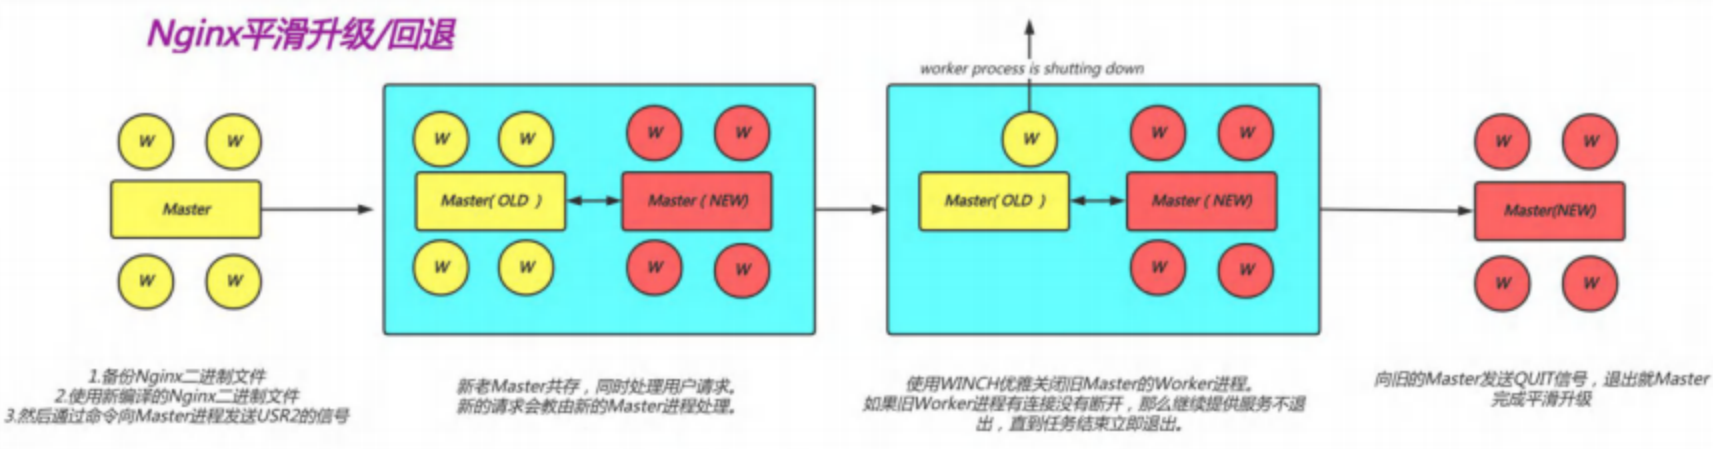 Nginx平滑升级/回退
worker process is shutting down
W W W W W W W W W
W W W W
Master Master( OLD ) Master ( NEW) Master( OLD ) Master ( NEW) Master(NEW)
W W W W W W W W
W W
1.备份Nginx二进制文件
2.使用新编译的Nginx二进制文件
3.然后通过命令向Master进程发送USR2的信号
新老Master共存，同时处理用户请求。
新的请求会教由新的Master进程处理。
使用WINCH优雅关闭旧Master的Worker进程。
如果旧Worker进程有连接没有断开，那么继续提供服务不退
出，直到任务结束立即退出。
向旧的Master发送QUIT信号，退出就Master
完成平滑升级